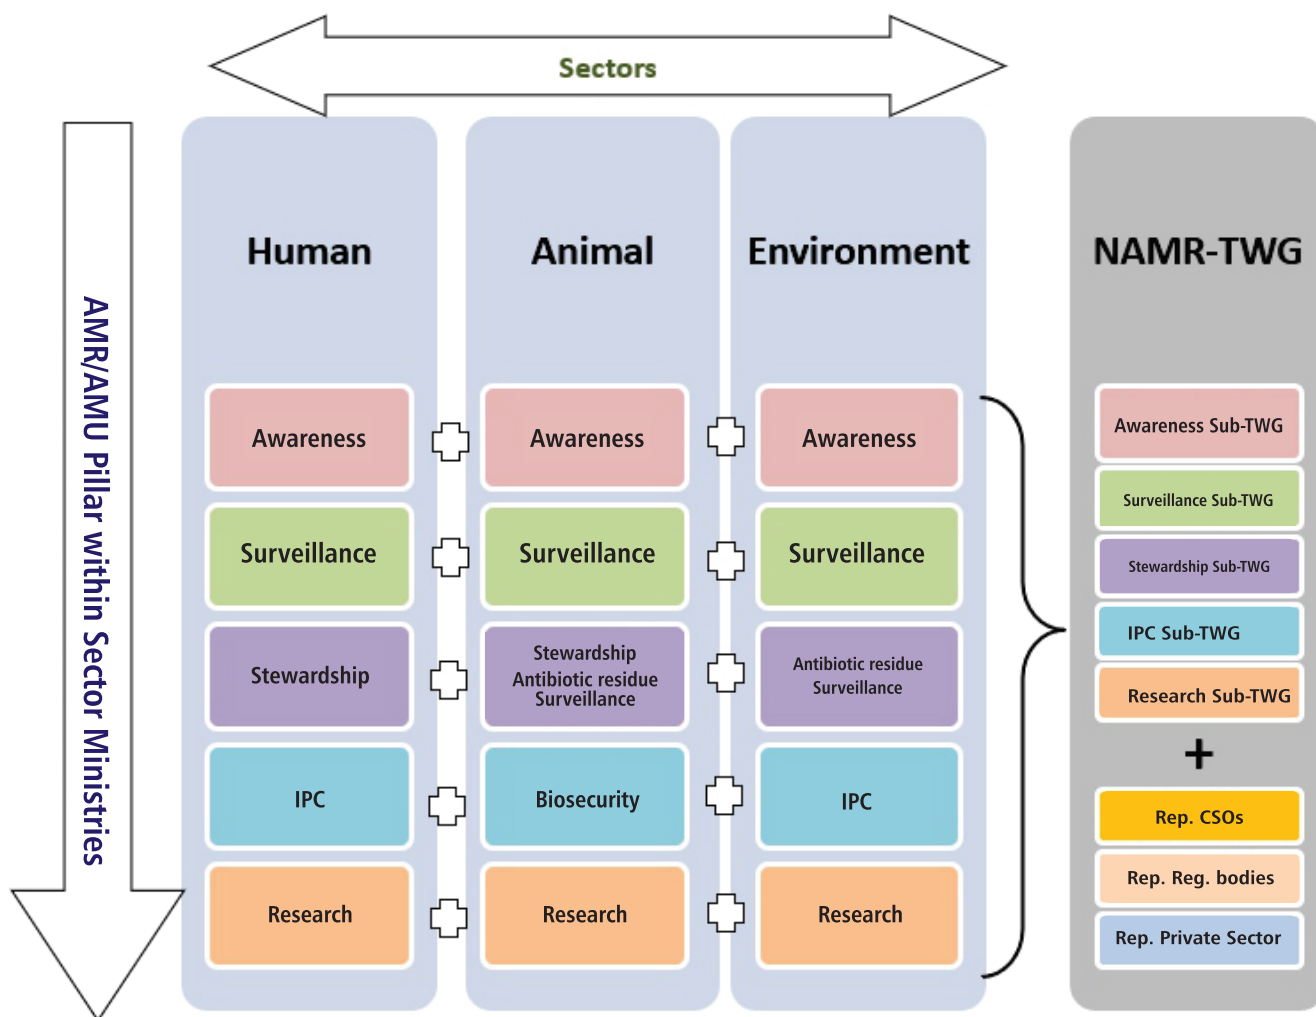 Sectors
AMR/AMU Pillar within Sector Ministries
Human
Awareness
Surveillance
Stewardship
IPC
Research
Animal
Awareness
Surveillance
Stewardship
Antibiotic residue
Surveillance
Biosecurity
Research
Environment
Awareness
Surveillance
Antibiotic residue
Surveillance
IPC
Research
NAMR-TWG
Awareness Sub-TWG
Surveillance Sub-TWG
Stewardship Sub-TWG
IPC Sub-TWG
Research Sub-TWG
+
Rep. CSOs
Rep. Reg. bodies
Rep. Private Sector